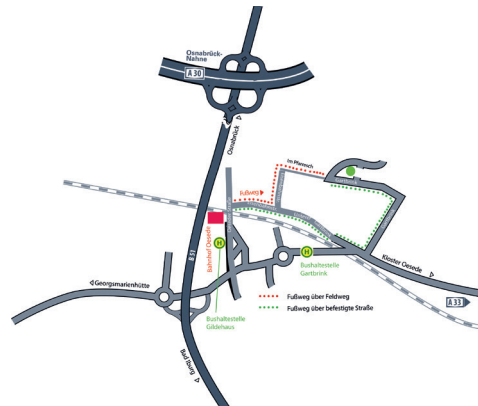 Osnabrück-
Nahne
A 30
Osnabrück
Im Pfarresch
Fußweg
Bahnhof Oesede
H
H
Bushaltestelle
Gartbrink
Kloster Oesede
B 51
Georgsmarienhütte
Bushaltestelle
Gildehaus
Fußweg über Feldweg
Fußweg über befestigte Straße
A 33
Bad Iburg